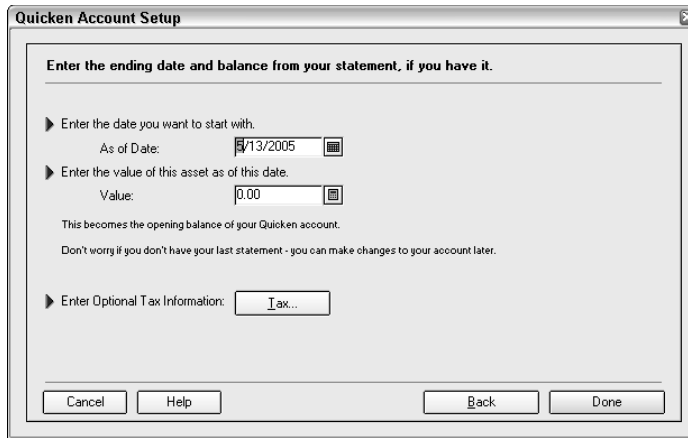 Quicken Account Setup
Enter the ending date and balance from your statement, if you have it.
Enter the date you want to start with.
As of Date: 5/13/2005
Enter the value of this asset as of this date.
Value: 0.00
This becomes the opening balance of your Quicken account.
Don't worry if you don't have your last statement - you can make changes to your account later.
Enter Optional Tax Information: Tax...
Cancel Help Back Done